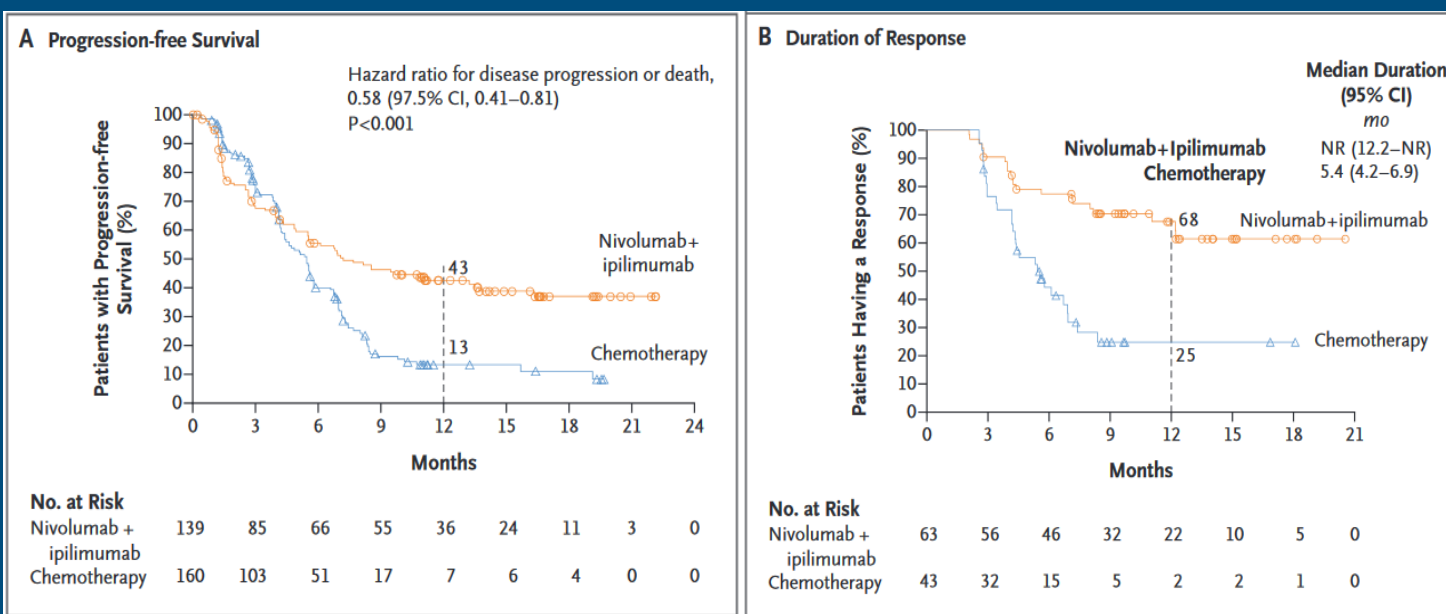 A Progression-free Survival
Hazard ratio for disease progression or death,
0.58 (97.5% CI, 0.41–0.81)
P<0.001
Patients with Progression-free
Survival (%)
100
90
80
70
60
50
40
30
20
10
0
43
13
Nivolumab+
ipilimumab
Chemotherapy
0 3 6 9 12 15 18 21 24
Months
No. at Risk
Nivolumab + 139 85 66 55 36 24 11 3 0
ipilimumab
Chemotherapy 160 103 51 17 7 6 4 0 0
B Duration of Response
Median Duration
(95% CI)
mo
Nivolumab+Ipilimumab NR (12.2–NR)
Chemotherapy 5.4 (4.2–6.9)
Patients Having a Response (%)
100
90
80
70
60
50
40
30
20
10
0
68
Nivolumab+ipilimumab
Chemotherapy
25
0 3 6 9 12 15 18 21
Months
No. at Risk
Nivolumab + 63 56 46 32 22 10 5 0
ipilimumab
Chemotherapy 43 32 15 5 2 2 1 0